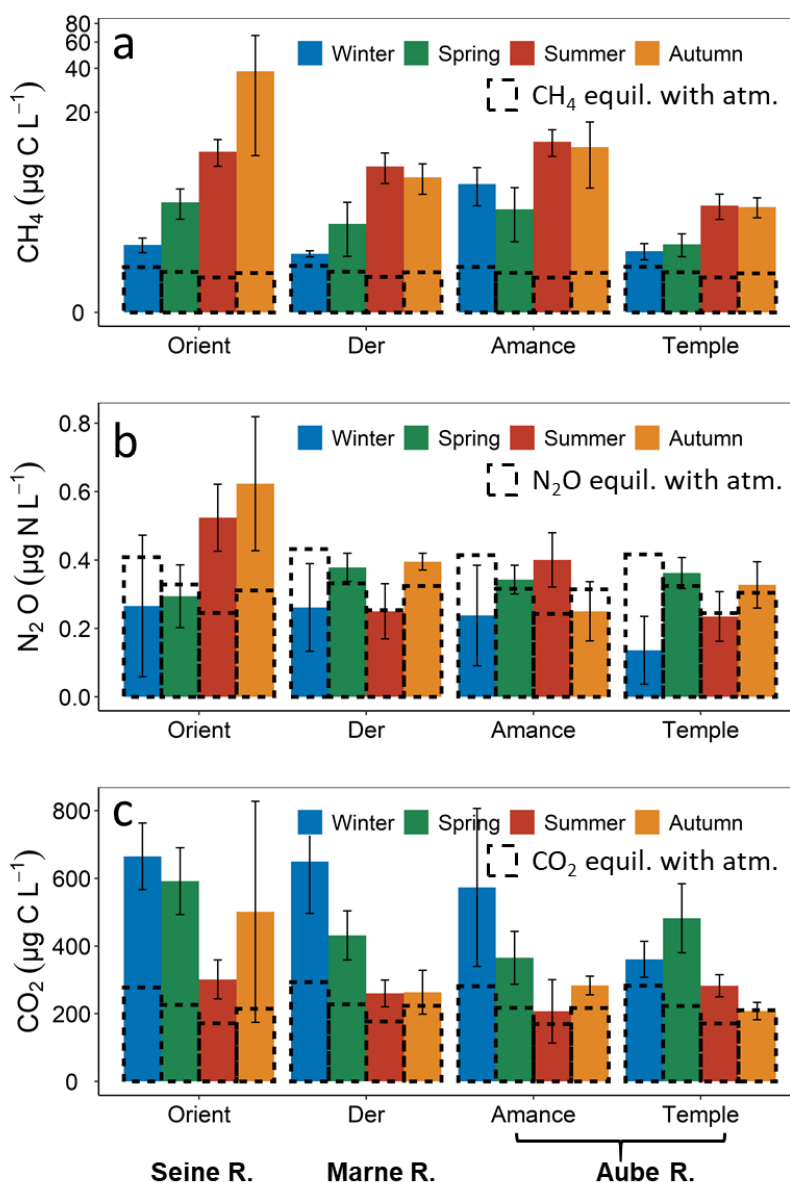 a
Winter Spring Summer Autumn
CH₄ equil. with atm.
CH₄ (µg C L⁻¹)
80
60
40
20
0
Orient Der Amance Temple
b
Winter Spring Summer Autumn
N₂O equil. with atm.
N₂ O (µg N L⁻¹)
0.8
0.6
0.4
0.2
0.0
Orient Der Amance Temple
c
Winter Spring Summer Autumn
CO₂ equil. with atm.
CO₂ (µg C L⁻¹)
800
600
400
200
0
Orient Der Amance Temple
Seine R. Marne R. Aube R.